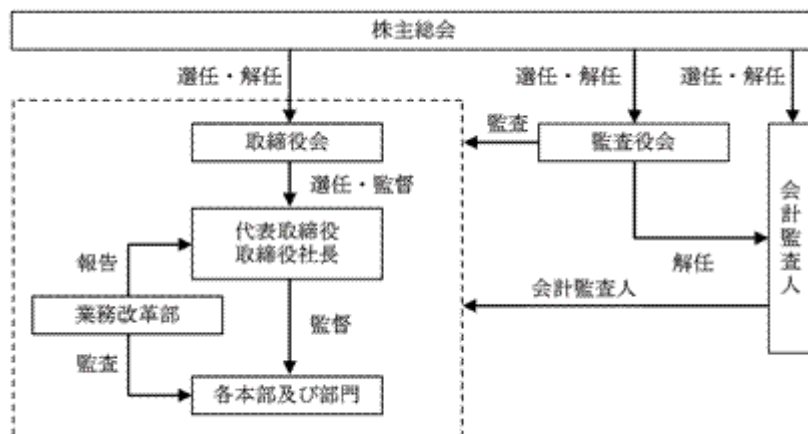 株主総会
選任・解任
選任・解任
選任・解任
取締役会
監査
監査役会
会計監査人
選任・監督
代表取締役
取締役社長
報告
解任
会計監査人
業務改革部
監督
監査
各本部及び部門